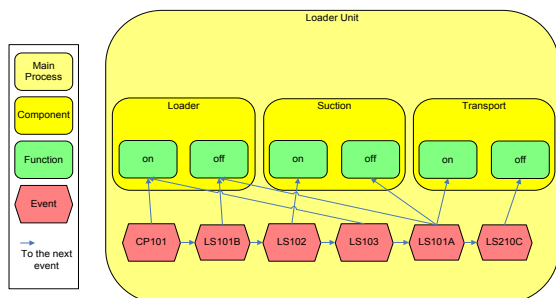 Loader Unit
Main
Process
Component
Function
Event
To the next
event
Loader
Suction
Transport
on
off
on
off
on
off
CP101
LS101B
LS102
LS103
LS101A
LS210C